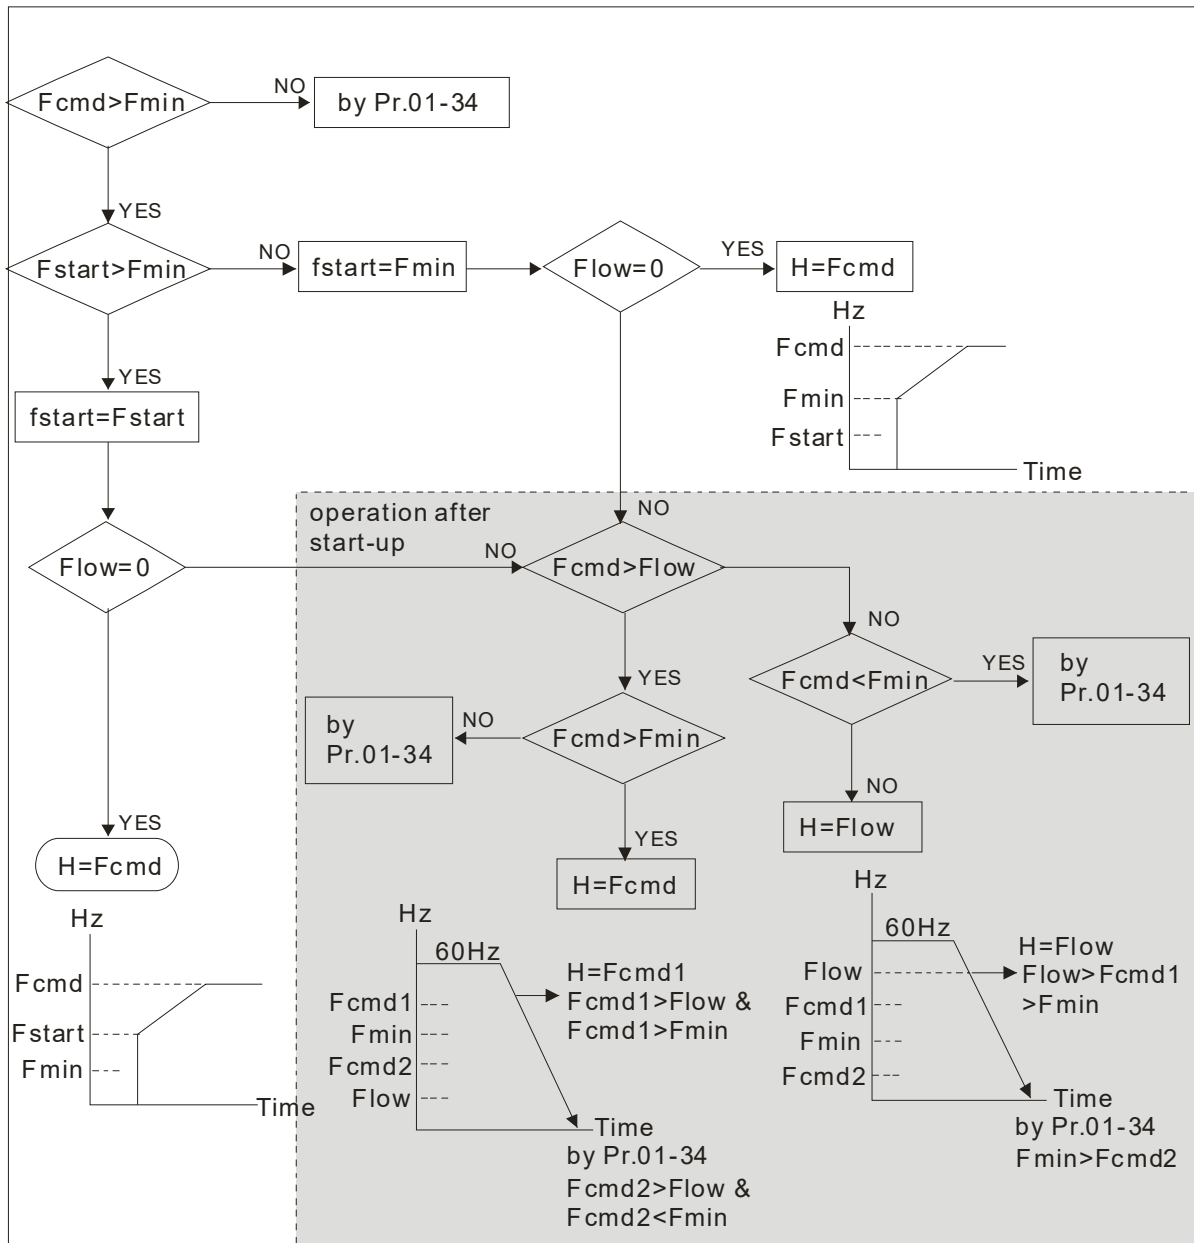 Fcmd>Fmin
NO
by Pr.01-34
YES
Fstart>Fmin
NO
fstart=Fmin
Flow=0
YES
H=Fcmd
Hz
Fcmd
Fmin
Fstart
Time
YES
fstart=Fstart
NO
operation after
start-up
Flow=0
NO
Fcmd>Flow
NO
YES
Fcmd<Fmin
YES
by
Pr.01-34
by
Pr.01-34
NO
Fcmd>Fmin
NO
H=Flow
YES
H=Fcmd
YES
H=Fcmd
Hz
Fcmd
Fstart
Fmin
Time
Hz
60Hz
Fcmd1
Fmin
Fcmd2
Flow
H=Fcmd1
Fcmd1>Flow &
Fcmd1>Fmin
Time
by Pr.01-34
Fcmd2>Flow &
Fcmd2<Fmin
Hz
60Hz
Flow
Fcmd1
Fmin
Fcmd2
H=Flow
Flow>Fcmd1
>Fmin
Time
by Pr.01-34
Fmin>Fcmd2